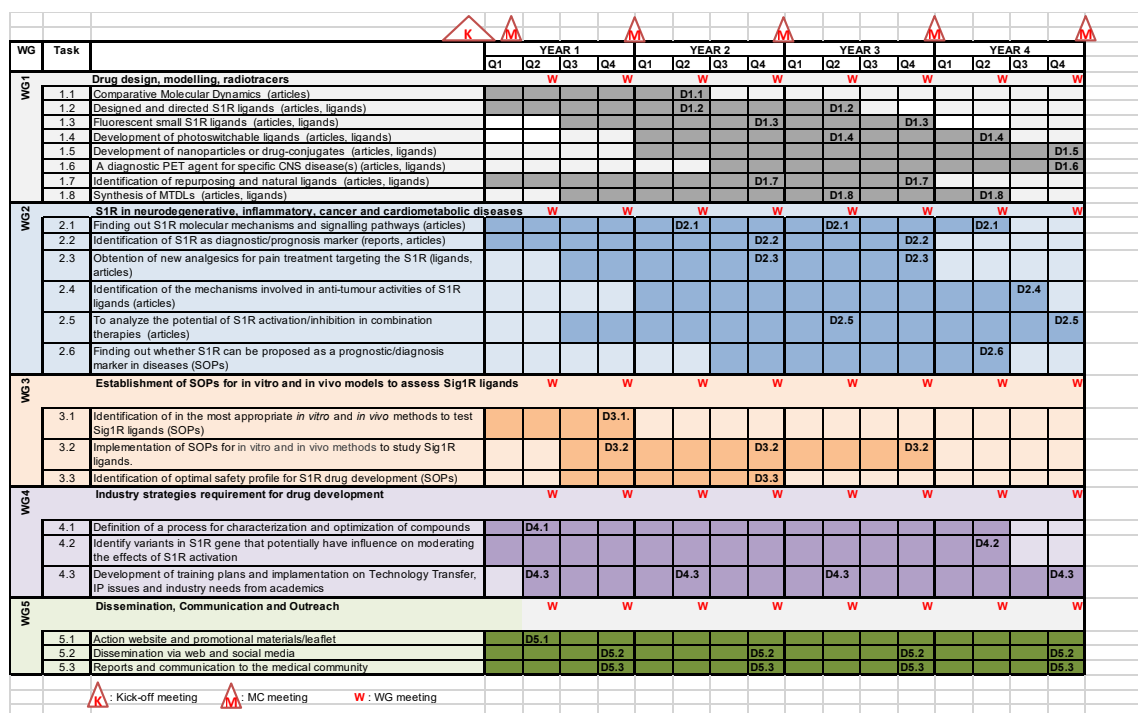 K M M M M M
WG Task YEAR 1 YEAR 2 YEAR 3 YEAR 4
Q1 Q2 Q3 Q4 Q1 Q2 Q3 Q4 Q1 Q2 Q3 Q4 Q1 Q2 Q3 Q4
WG1 Drug design, modelling, radiotracers W W W W W W W W
1.1 Comparative Molecular Dynamics (articles) D1.1
1.2 Designed and directed S1R ligands (articles, ligands) D1.2 D1.2
1.3 Fluorescent small S1R ligands (articles, ligands) D1.3 D1.3
1.4 Development of photoswitchable ligands (articles, ligands) D1.4 D1.4
1.5 Development of nanoparticles or drug-conjugates (articles, ligands) D1.5
1.6 A diagnostic PET agent for specific CNS disease(s) (articles, ligands) D1.6
1.7 Identification of repurposing and natural ligands (articles, ligands) D1.7 D1.7
1.8 Synthesis of MTDLs (articles, ligands) D1.8 D1.8
WG2 S1R in neurodegenerative, inflammatory, cancer and cardiometabolic diseases W W W W W W W W
2.1 Finding out S1R molecular mechanisms and signalling pathways (articles) D2.1 D2.1 D2.1
2.2 Identification of S1R as diagnostic/prognosis marker (reports, articles) D2.2 D2.2
2.3 Obtention of new analgesics for pain treatment targeting the S1R (ligands, D2.3 D2.3
articles)
2.4 Identification of the mechanisms involved in anti-tumour activities of S1R D2.4
ligands (articles)
2.5 To analyze the potential of S1R activation/inhibition in combination D2.5 D2.5
therapies (articles)
2.6 Finding out whether S1R can be proposed as a prognostic/diagnosis D2.6
marker in diseases (SOPs)
WG3 Establishment of SOPs for in vitro and in vivo models to assess Sig1R ligands W W W W W W W W
3.1 Identification of in the most appropriate in vitro and in vivo methods to test D3.1.
Sig1R ligands (SOPs)
3.2 Implementation of SOPs for in vitro and in vivo methods to study Sig1R D3.2 D3.2 D3.2
ligands.
3.3 Identification of optimal safety profile for S1R drug development (SOPs) D3.3
WG4 Industry strategies requirement for drug development W W W W W W W W
4.1 Definition of a process for characterization and optimization of compounds D4.1
4.2 Identify variants in S1R gene that potentially have influence on moderating D4.2
the effects of S1R activation
4.3 Development of training plans and implamentation on Technology Transfer, D4.3 D4.3 D4.3 D4.3
IP issues and industry needs from academics
WG5 Dissemination, Communication and Outreach W W W W W W W W
5.1 Action website and promotional materials/leaflet D5.1
5.2 Dissemination via web and social media D5.2 D5.2 D5.2 D5.2
5.3 Reports and communication to the medical community D5.3 D5.3 D5.3 D5.3
K : Kick-off meeting M : MC meeting W : WG meeting